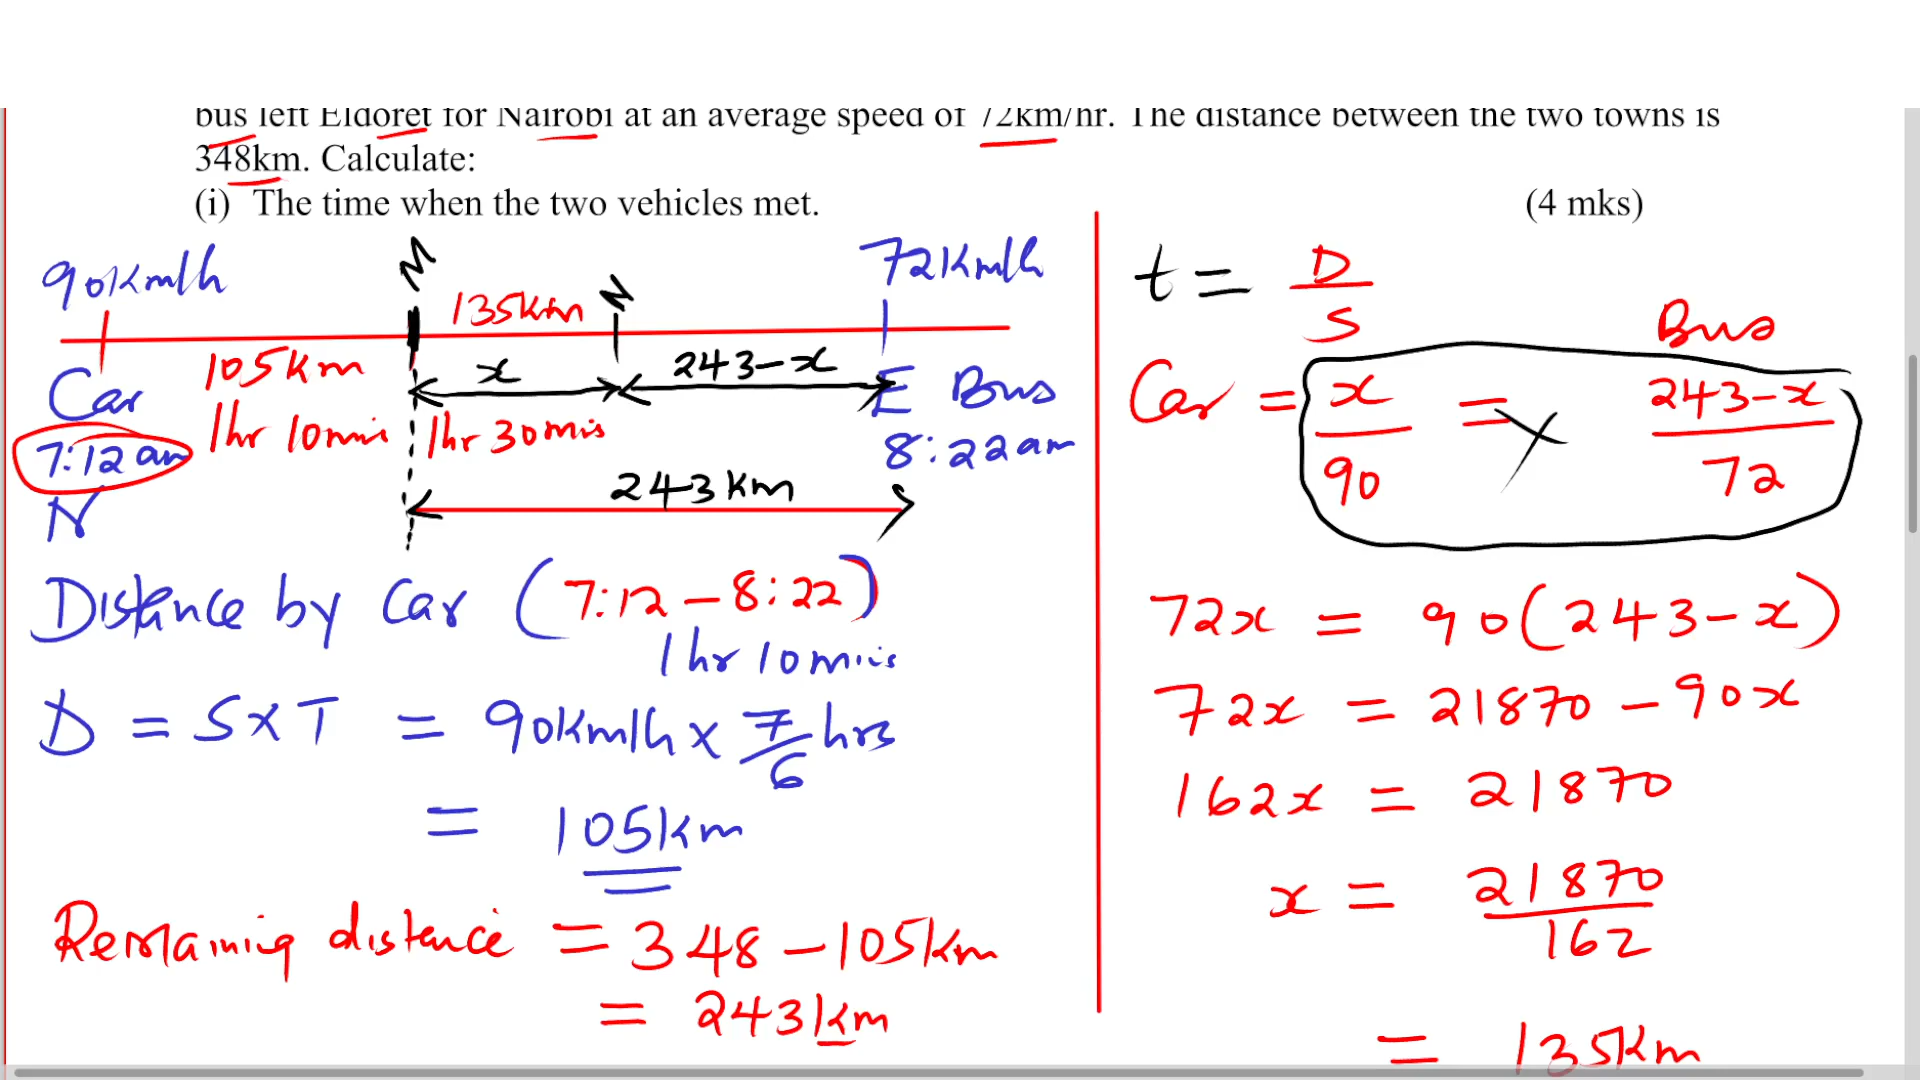 bus left Eldoret for Nairobi at an average speed of 72km/hr. The distance between the two towns is
348km. Calculate:
(i) The time when the two vehicles met. (4 mks)
90Km/h
M
135km
N
72Km/h
105km
x
243-x
Car
E Bus
1hr 10mins
1hr 30mins
7:12am
8:22am
N
243km
Distance by Car (7:12 - 8:22)
1hr 10mins
D = S X T = 90Km/h x 7/6 hrs
= 105km
Remaining distance = 348 - 105km
= 243km
t = D/S
Bus
Car = x/90 = 243-x/72
72x = 90(243-x)
72x = 21870 - 90x
162x = 21870
x = 21870/162
= 135km